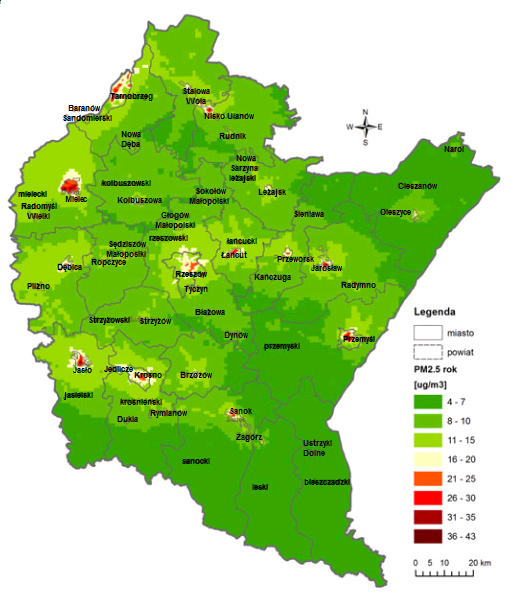 Tarnobrzeg
Baranów
Sandomierski
Stalowa
Wola
Nisko Ulanów
Rudnik
Nowa
Dęba
N
W E
S
Narol
Cieszanów
Oleszyce
mielecki
Radomyśl
Wielki
Mielec
kolbuszowski
Kolbuszowa
Nowa
Sarzyna
leżajski
Leżajsk
Sokołów
Małopolski
Głogów
Małopolski
Sieniawa
rzeszowski
Sędziszów
Małoposlki
Ropczyce
Dębica
Pilzno
Rzeszów
Tyczyn
łańcucki
Łańcut
Przeworsk
Kańczuga
Jarosław
Radymno
Strzyżowski
Strzyżów
Błażowa
Dynów
przemyski
Przemyśl
Jasło
Jedlicze
Krosno
Brzozów
jasielski
krośnieński
Dukla
Rymanów
Sanok
Zagórz
sanocki
leski
Ustrzyki
Dolne
bieszczadzki
Legenda
miasto
powiat
PM2.5 rok
[ug/m3]
4 - 7
8 - 10
11 - 15
16 - 20
21 - 25
26 - 30
31 - 35
36 - 43
0 5 10 20 km